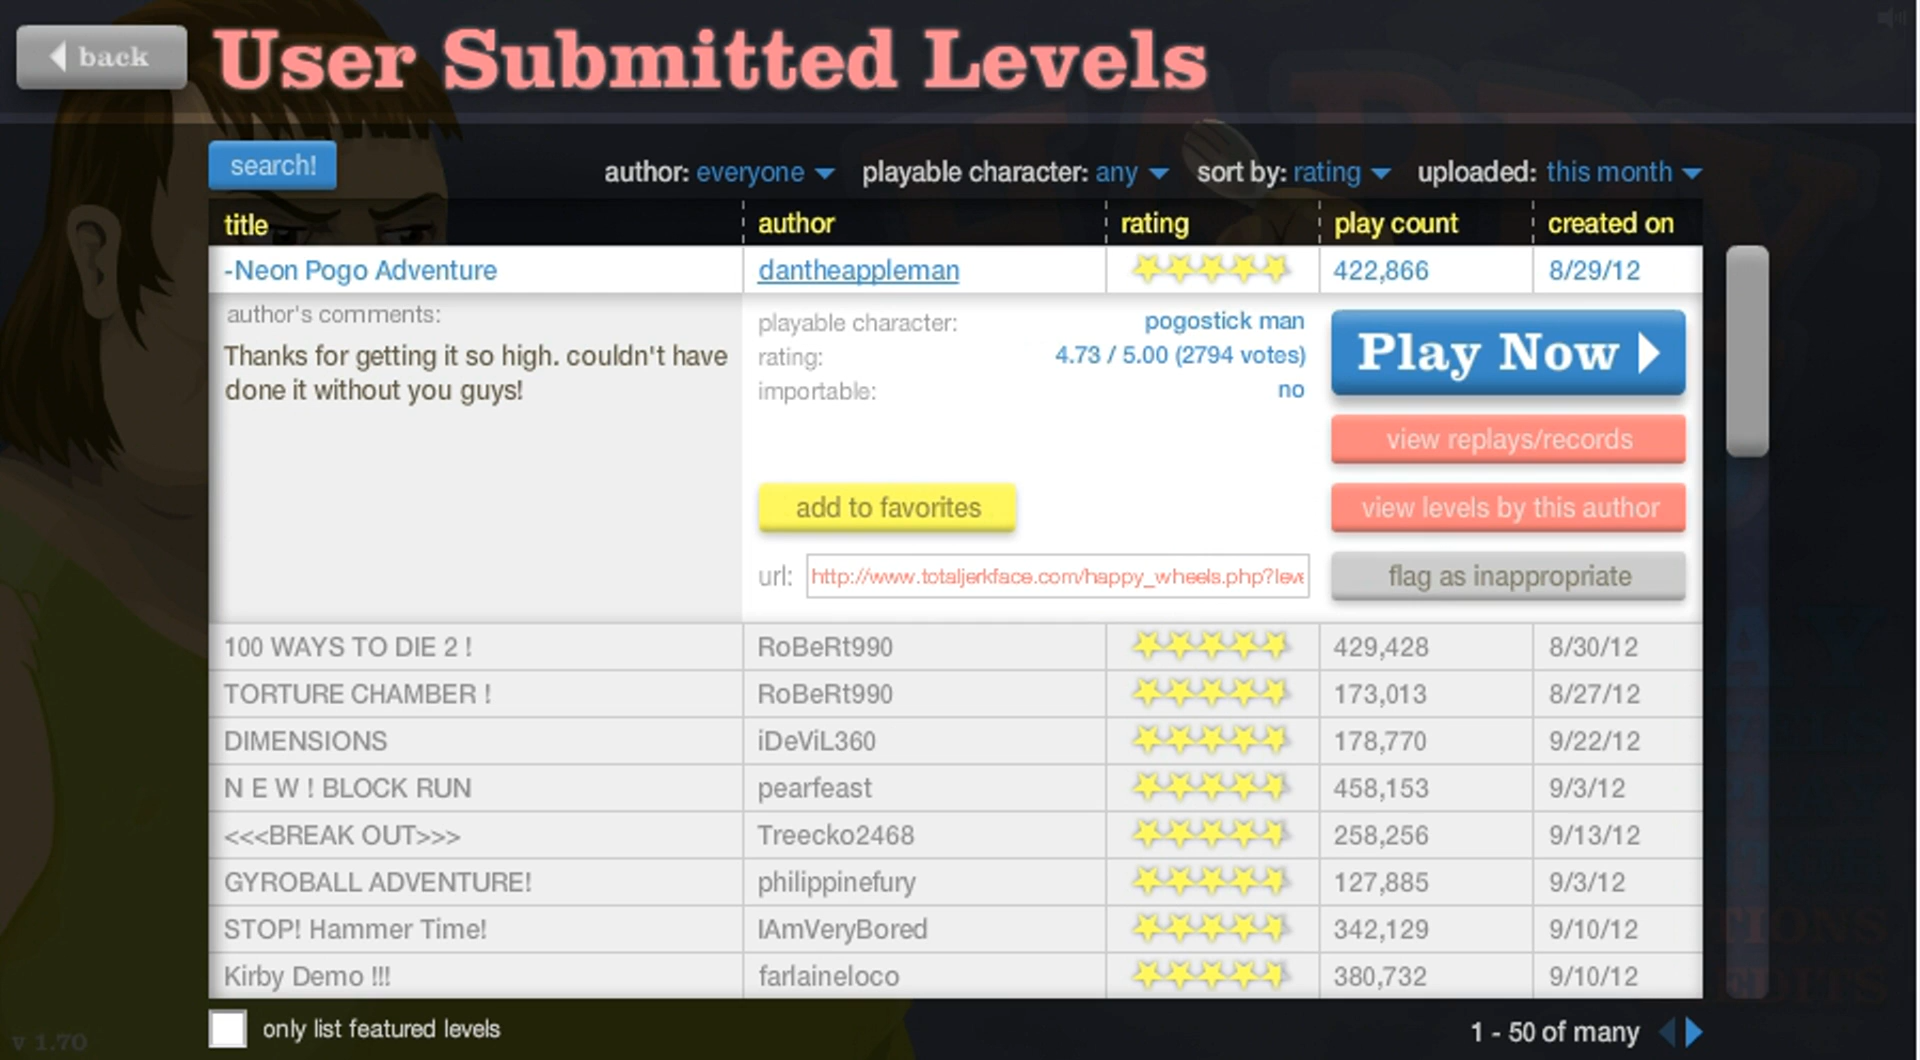 back
User Submitted Levels
search!
author: everyone playable character: any sort by: rating uploaded: this month
title author rating play count created on
-Neon Pogo Adventure dantheappleman 422,866 8/29/12
author's comments:
Thanks for getting it so high. couldn't have
done it without you guys!
playable character: pogostick man
rating: 4.73 / 5.00 (2794 votes)
importable: no
Play Now
view replays/records
add to favorites
view levels by this author
url: http://www.totaljerkface.com/happy_wheels.php?leve
flag as inappropriate
100 WAYS TO DIE 2 ! RoBeRt990 429,428 8/30/12
TORTURE CHAMBER ! RoBeRt990 173,013 8/27/12
DIMENSIONS iDeViL360 178,770 9/22/12
N E W ! BLOCK RUN pearfeast 458,153 9/3/12
<<<BREAK OUT>>> Treecko2468 258,256 9/13/12
GYROBALL ADVENTURE! philippinefury 127,885 9/3/12
STOP! Hammer Time! IAmVeryBored 342,129 9/10/12
Kirby Demo !!! farlaineloco 380,732 9/10/12
only list featured levels
1 - 50 of many
v 1.70